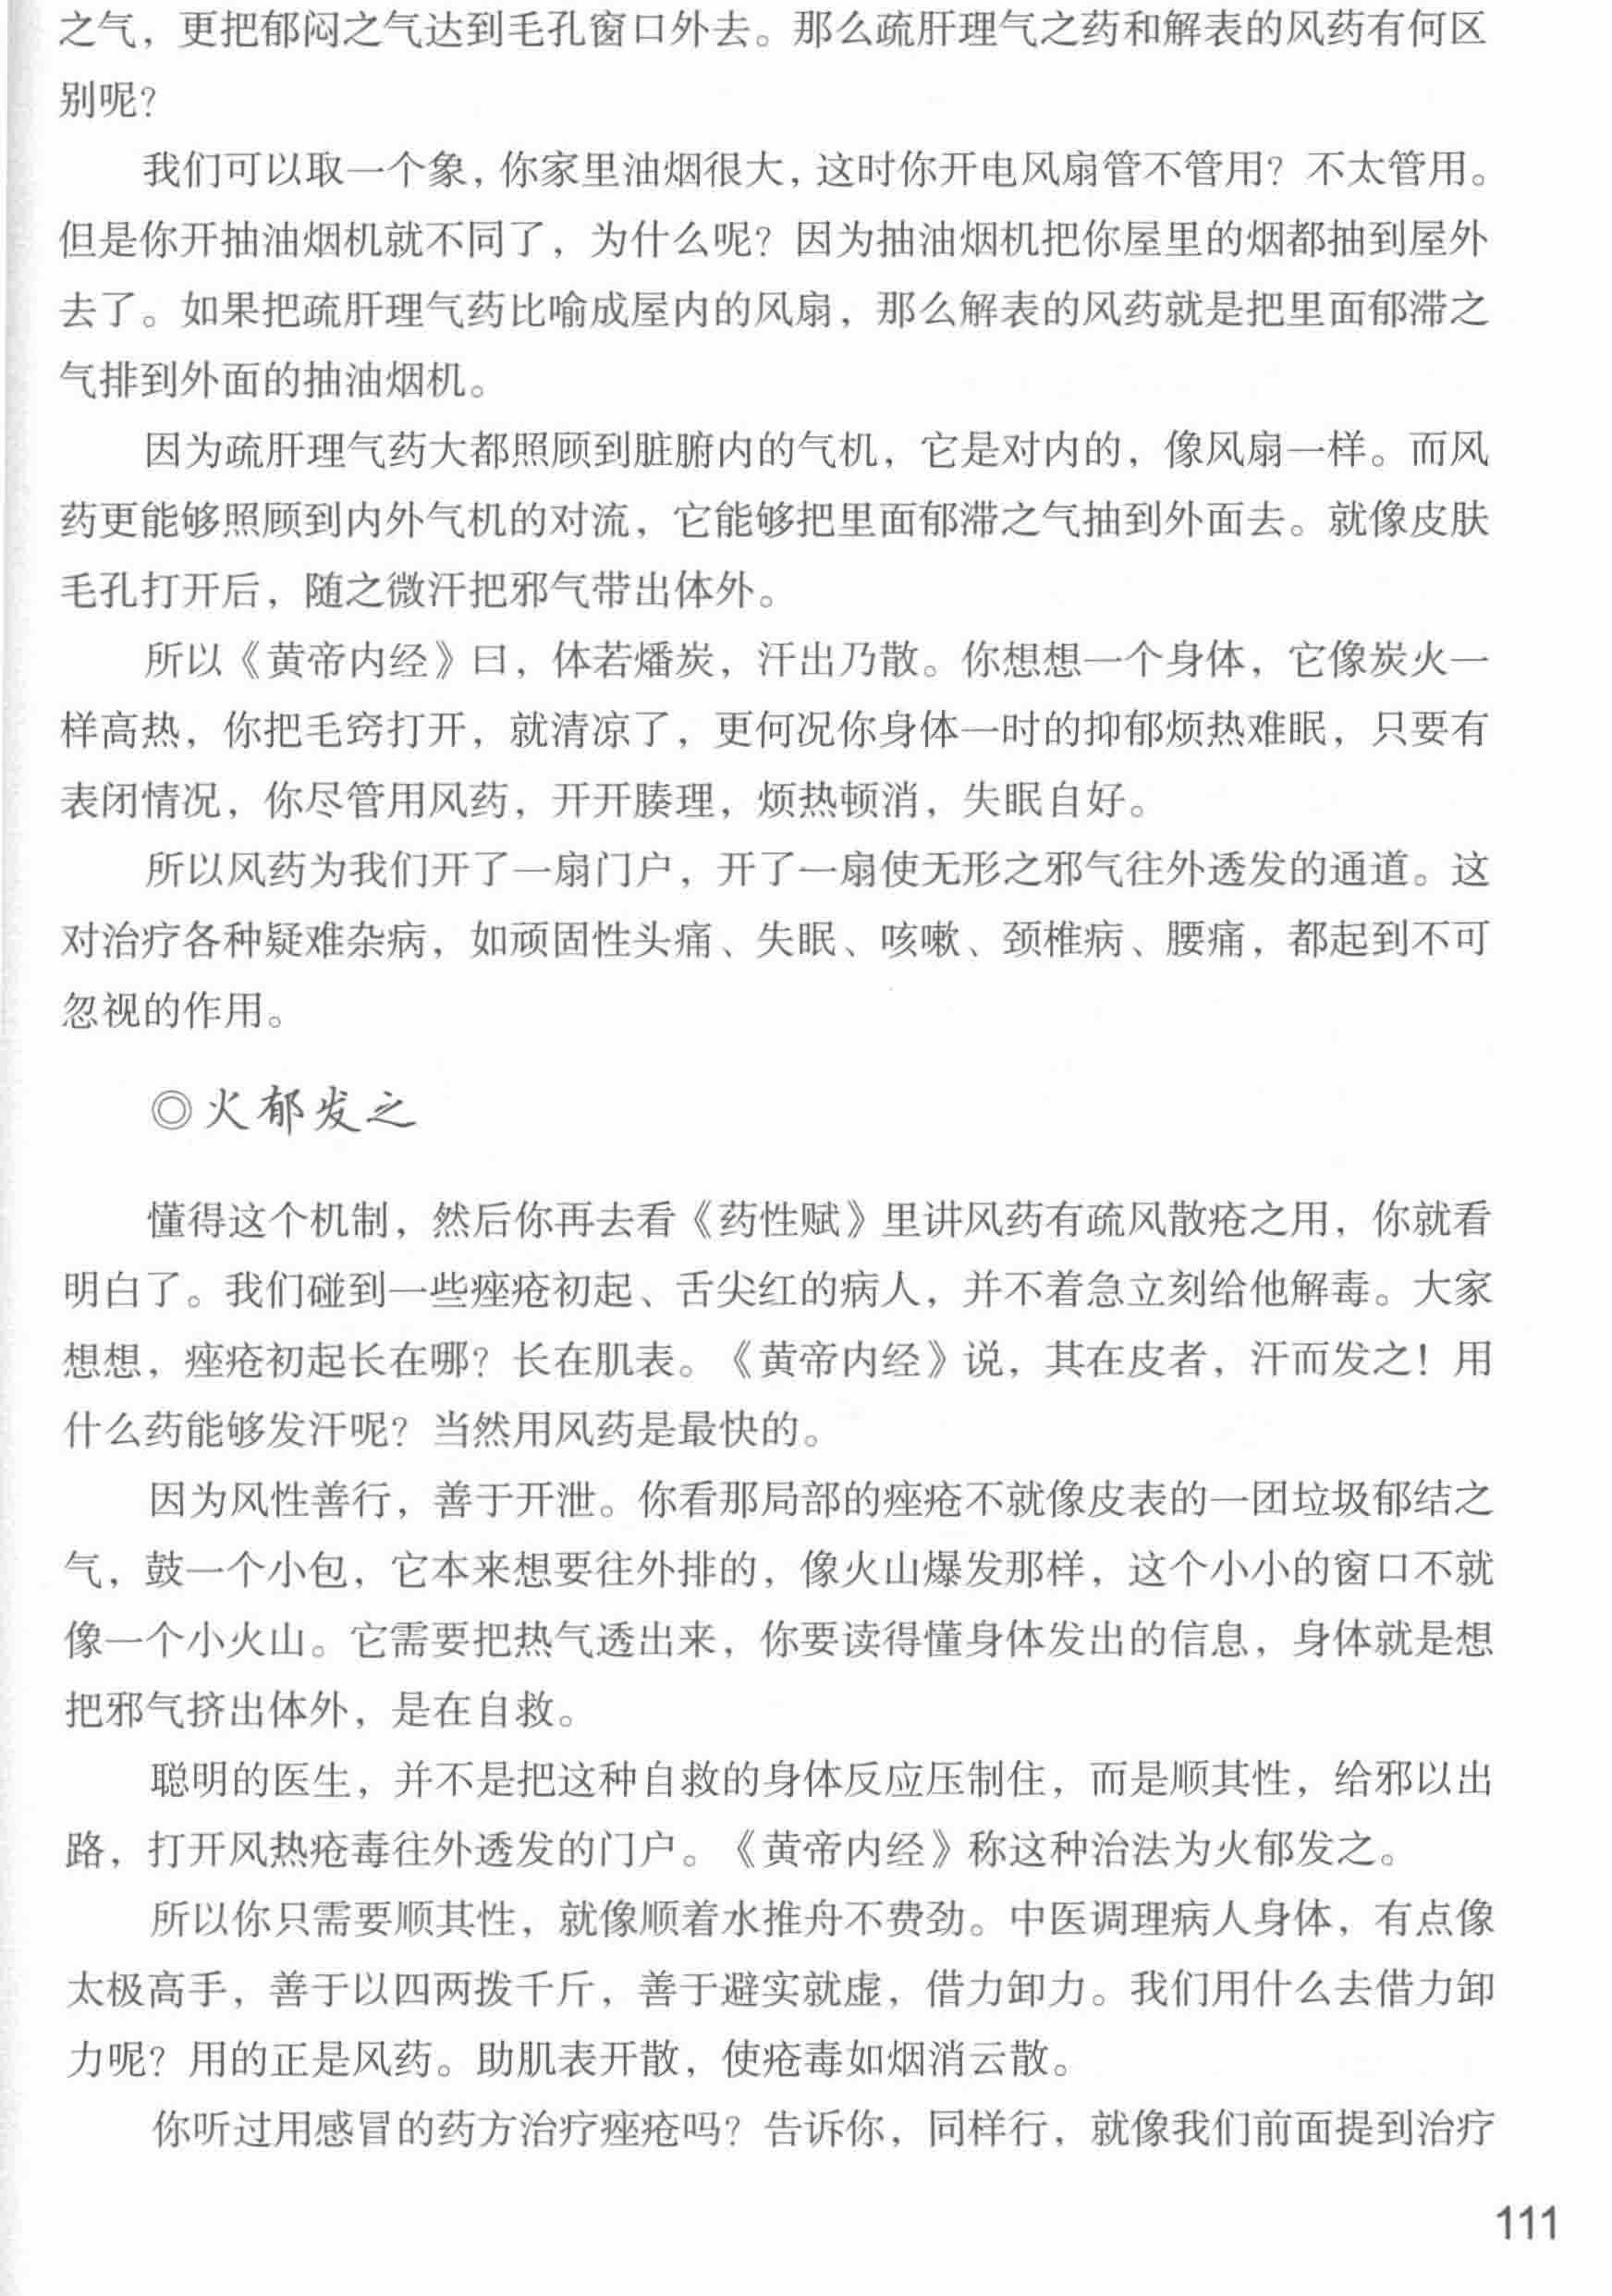 之气，更把郁闷之气达到毛孔窗口外去。那么疏肝理气之药和解表的风药有何区
别呢？
我们可以取一个象，你家里油烟很大，这时你开电风扇管不管用？不太管用。
但是你开抽油烟机就不同了，为什么呢？因为抽油烟机把你屋里的烟都抽到屋外
去了。如果把疏肝理气药比喻成屋内的风扇，那么解表的风药就是把里面郁滞之
气排到外面的抽油烟机。
因为疏肝理气药大都照顾到脏腑内的气机，它是对内的，像风扇一样。而风
药更能够照顾到内外气机的对流，它能够把里面郁滞之气抽到外面去。就像皮肤
毛孔打开后，随之微汗把邪气带出体外。
所以《黄帝内经》曰，体若燔炭，汗出乃散。你想想一个身体，它像炭火一
样高热，你把毛窍打开，就清凉了，更何况你身体一时的抑郁烦热难眠，只要有
表闭情况，你尽管用风药，开开腠理，烦热顿消，失眠自好。
所以风药为我们开了一扇门户，开了一扇使无形之邪气往外透发的通道。这
对治疗各种疑难杂病，如顽固性头痛、失眠、咳嗽、颈椎病、腰痛，都起到不可
忽视的作用。
◎火郁发之
懂得这个机制，然后你再去看《药性赋》里讲风药有疏风散疮之用，你就看
明白了。我们碰到一些痤疮初起、舌尖红的病人，并不着急立刻给他解毒。大家
想想，痤疮初起长在哪？长在肌表。《黄帝内经》说，其在皮者，汗而发之！用
什么药能够发汗呢？当然用风药是最快的。
因为风性善行，善于开泄。你看那局部的痤疮不就像皮表的一团垃圾郁结之
气，鼓一个小包，它本来想要往外排的，像火山爆发那样，这个小小的窗口不就
像一个小火山。它需要把热气透出来，你要读得懂身体发出的信息，身体就是想
把邪气挤出体外，是在自救。
聪明的医生，并不是把这种自救的身体反应压制住，而是顺其性，给邪以出
路，打开风热疮毒往外透发的门户。《黄帝内经》称这种治法为火郁发之。
所以你只需要顺其性，就像顺着水推舟不费劲。中医调理病人身体，有点像
太极高手，善于以四两拨千斤，善于避实就虚，借力卸力。我们用什么去借力卸
力呢？用的正是风药。助肌表开散，使疮毒如烟消云散。
你听过用感冒的药方治疗痤疮吗？告诉你，同样行，就像我们前面提到治疗
111